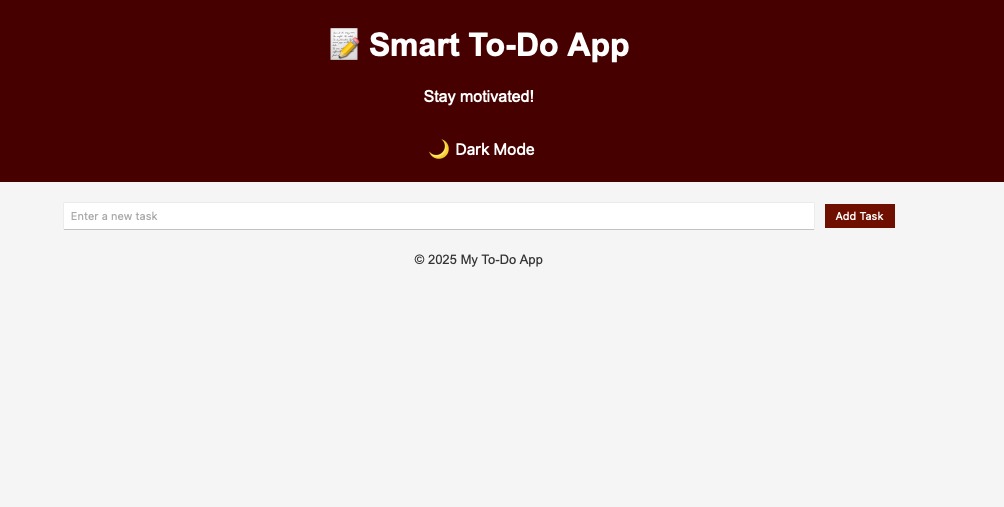 📝 Smart To-Do App
Stay motivated!
🌙 Dark Mode
Enter a new task
Add Task
© 2025 My To-Do App